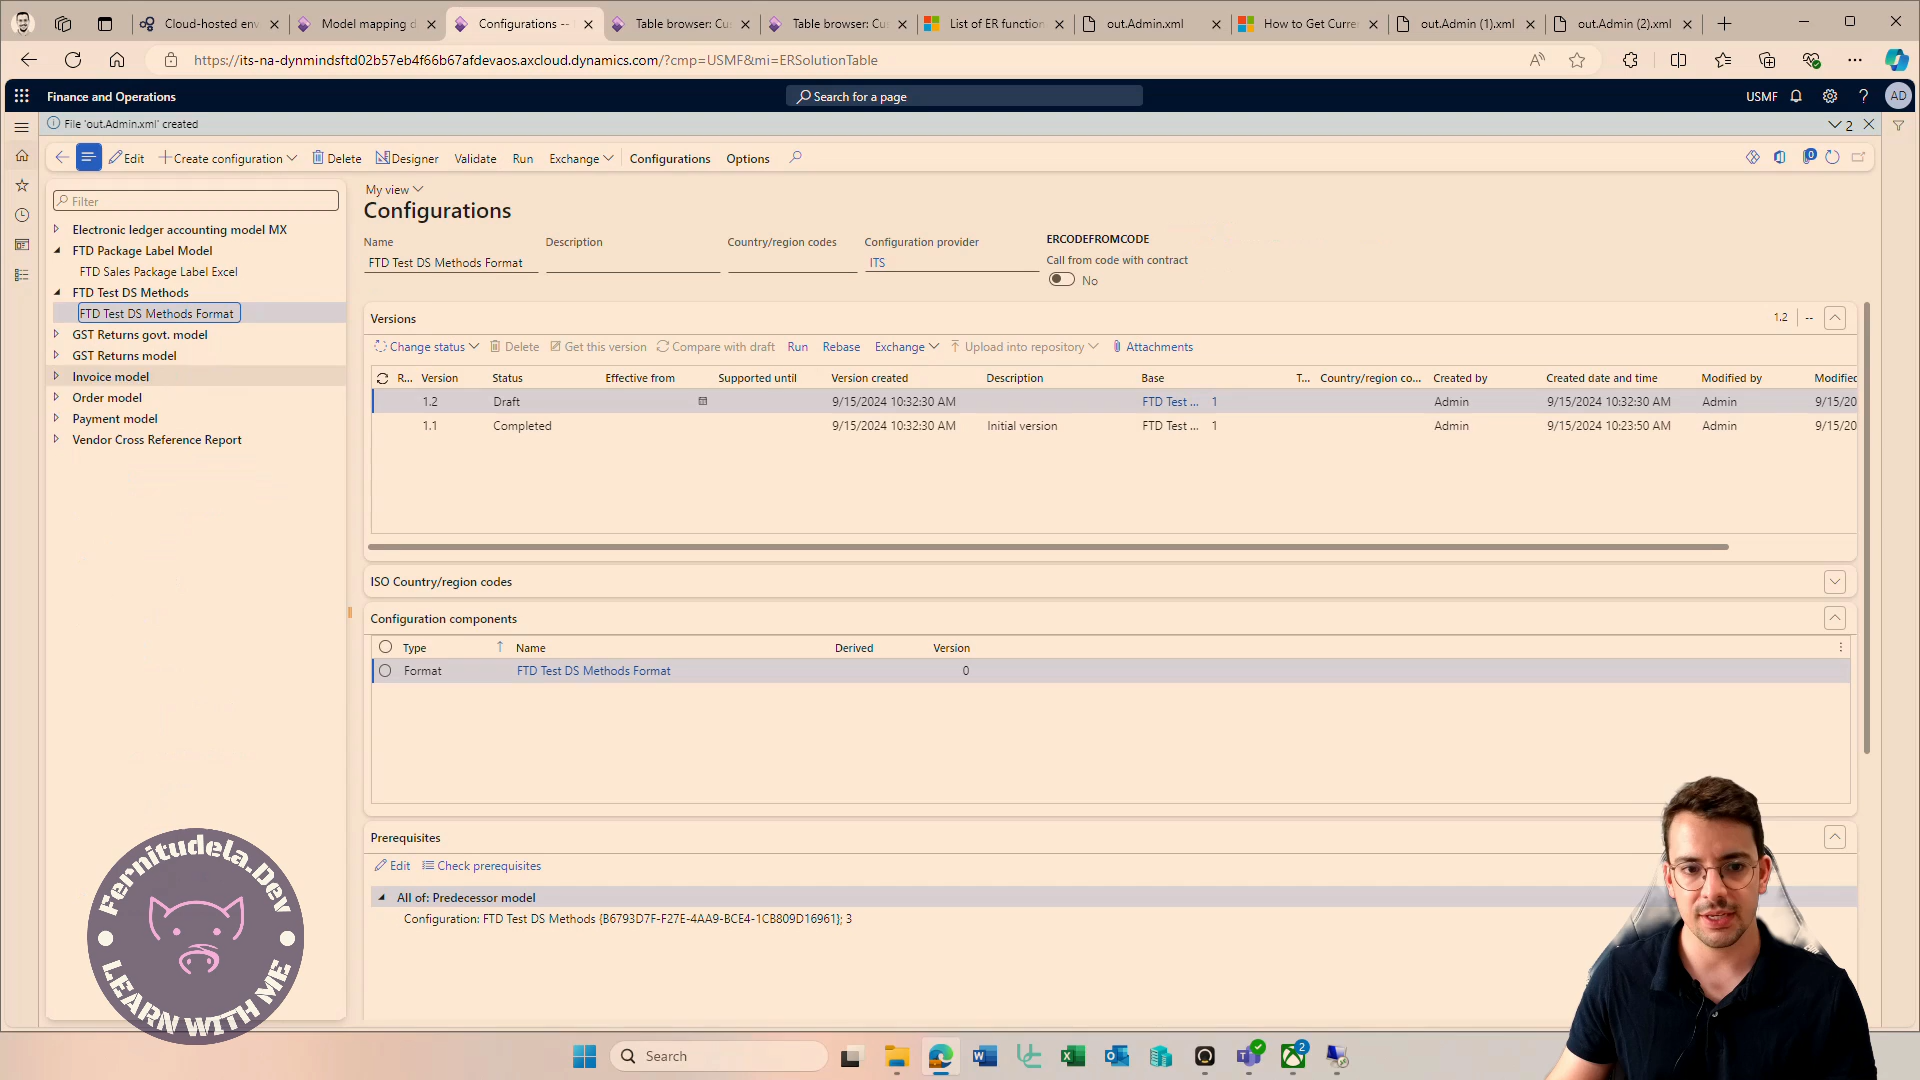 Cloud-hosted env
Model mapping d
Configurations --
Table browser: Cu
Table browser: Cus
List of ER function
out.Admin.xml
How to Get Curre
out.Admin (1).xml
out.Admin (2).xml
https://its-na-dynmindsftd02b57eb4f66b67afdevaos.axcloud.dynamics.com/?cmp=USMF&mi=ERSolutionTable
Finance and Operations
Search for a page
USMF
AD
File 'out.Admin.xml' created
2
Edit
Create configuration
Delete
Designer
Validate
Run
Exchange
Configurations
Options
0
Filter
Electronic ledger accounting model MX
FTD Package Label Model
FTD Sales Package Label Excel
FTD Test DS Methods
FTD Test DS Methods Format
GST Returns govt. model
GST Returns model
Invoice model
Order model
Payment model
Vendor Cross Reference Report
My view
Configurations
Name
Description
Country/region codes
Configuration provider
ERCODEFROMCODE
FTD Test DS Methods Format
ITS
Call from code with contract
No
Versions
1.2
--
Change status
Delete
Get this version
Compare with draft
Run
Rebase
Exchange
Upload into repository
Attachments
R... Version Status Effective from Supported until Version created Description Base T... Country/region co... Created by Created date and time Modified by Modified
1.2 Draft 9/15/2024 10:32:30 AM FTD Test ... 1 Admin 9/15/2024 10:32:30 AM Admin 9/15/20
1.1 Completed 9/15/2024 10:32:30 AM Initial version FTD Test ... 1 Admin 9/15/2024 10:23:50 AM Admin 9/15/20
ISO Country/region codes
Configuration components
Type Name Derived Version
Format FTD Test DS Methods Format 0
Prerequisites
Edit
Check prerequisites
All of: Predecessor model
Configuration: FTD Test DS Methods {B6793D7F-F27E-4AA9-BCE4-1CB809D16961}; 3
Fernitudela.Dev
LEARN WITH ME
Search
2